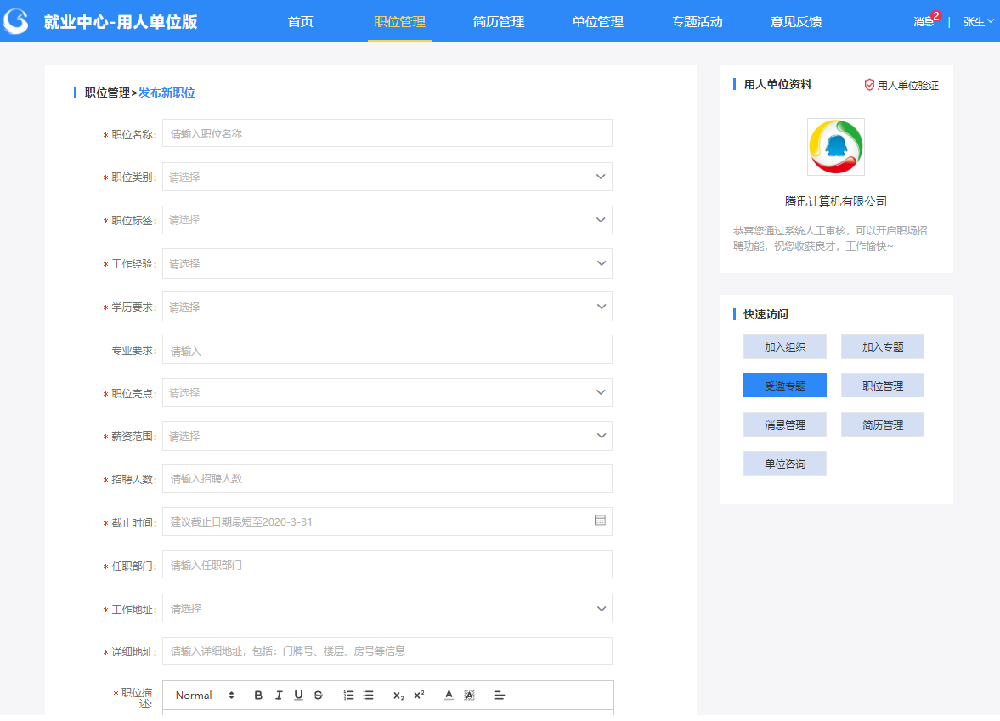 就业中心-用人单位版
首页
职位管理
简历管理
单位管理
专题活动
意见反馈
消息 2 | 张生
职位管理>发布新职位
* 职位名称: 请输入职位名称
* 职位类别: 请选择
* 职位标签: 请选择
* 工作经验: 请选择
* 学历要求: 请选择
专业要求: 请输入
* 职位亮点: 请选择
* 薪资范围: 请选择
* 招聘人数: 请输入招聘人数
* 截止时间: 建议截止日期最短至2020-3-31
* 任职部门: 请输入任职部门
* 工作地址: 请选择
* 详细地址: 请输入详细地址，包括：门牌号、楼层、房号等信息
* 职位描
述:
Normal B I U S X₂ X² A A
用人单位资料
用人单位验证
腾讯计算机有限公司
恭喜您通过系统人工审核，可以开启职场招
聘功能，祝您收获良才，工作愉快~
快速访问
加入组织
加入专题
受邀专题
职位管理
消息管理
简历管理
单位咨询